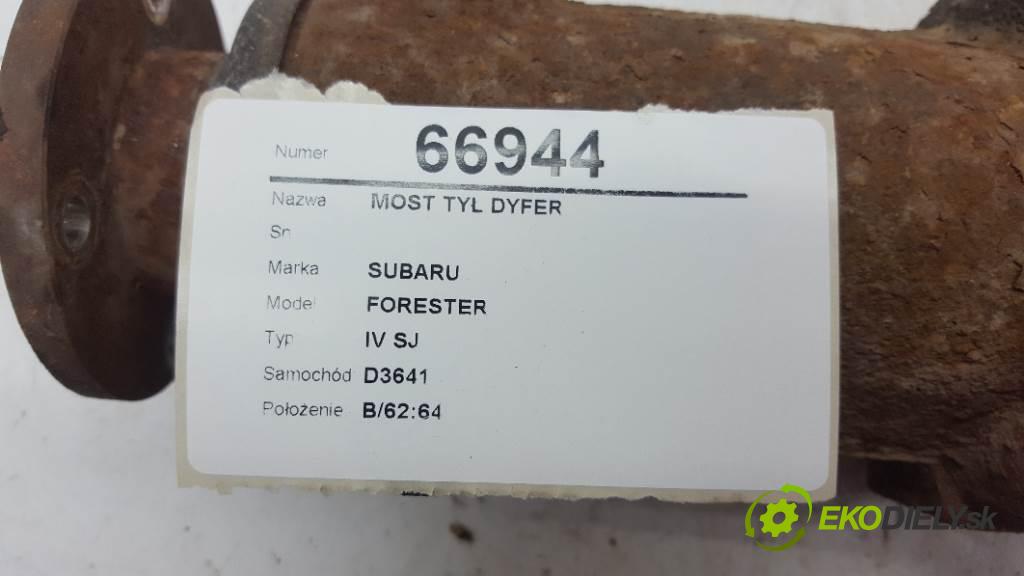 Numer 66944
Nazwa MOST TYŁ DYFER
Sn
Marka SUBARU
Model FORESTER
Typ IV SJ
Samochód D3641
Położenie B/62:64
EKODIELY.sk